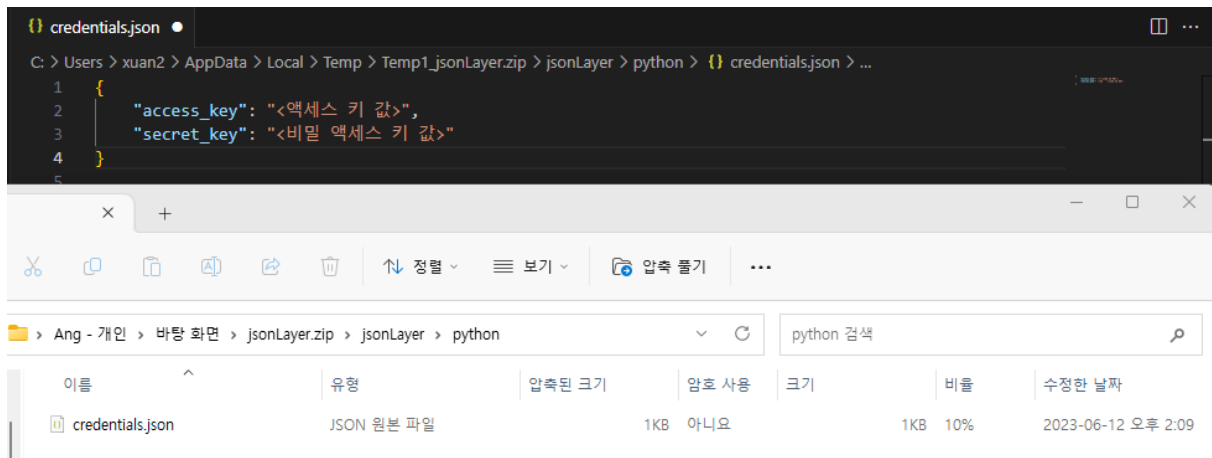 {} credentials.json ●
C: > Users > xuan2 > AppData > Local > Temp > Temp1_jsonLayer.zip > jsonLayer > python > {} credentials.json > ...
1 {
2 "access_key": "<액세스 키 값>",
3 "secret_key": "<비밀 액세스 키 값>"
4 }
5
정렬 보기 압축 풀기 ...
> Ang - 개인 > 바탕 화면 > jsonLayer.zip > jsonLayer > python
python 검색
이름 유형 압축된 크기 암호 사용 크기 비율 수정한 날짜
credentials.json JSON 원본 파일 1KB 아니요 1KB 10% 2023-06-12 오후 2:09